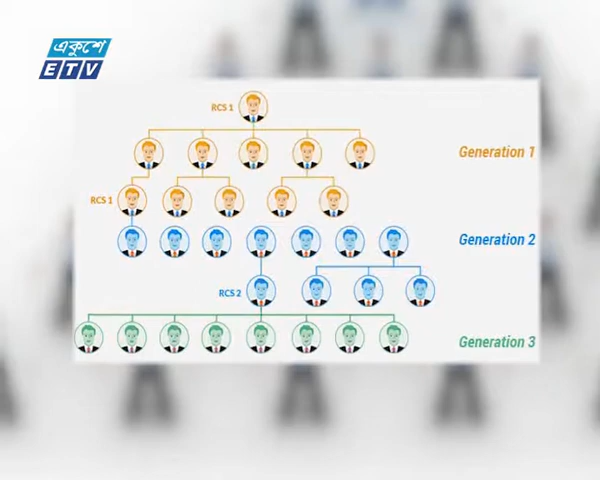 একুশে
ETV
RCS 1
Generation 1
RCS 1
Generation 2
RCS 2
Generation 3